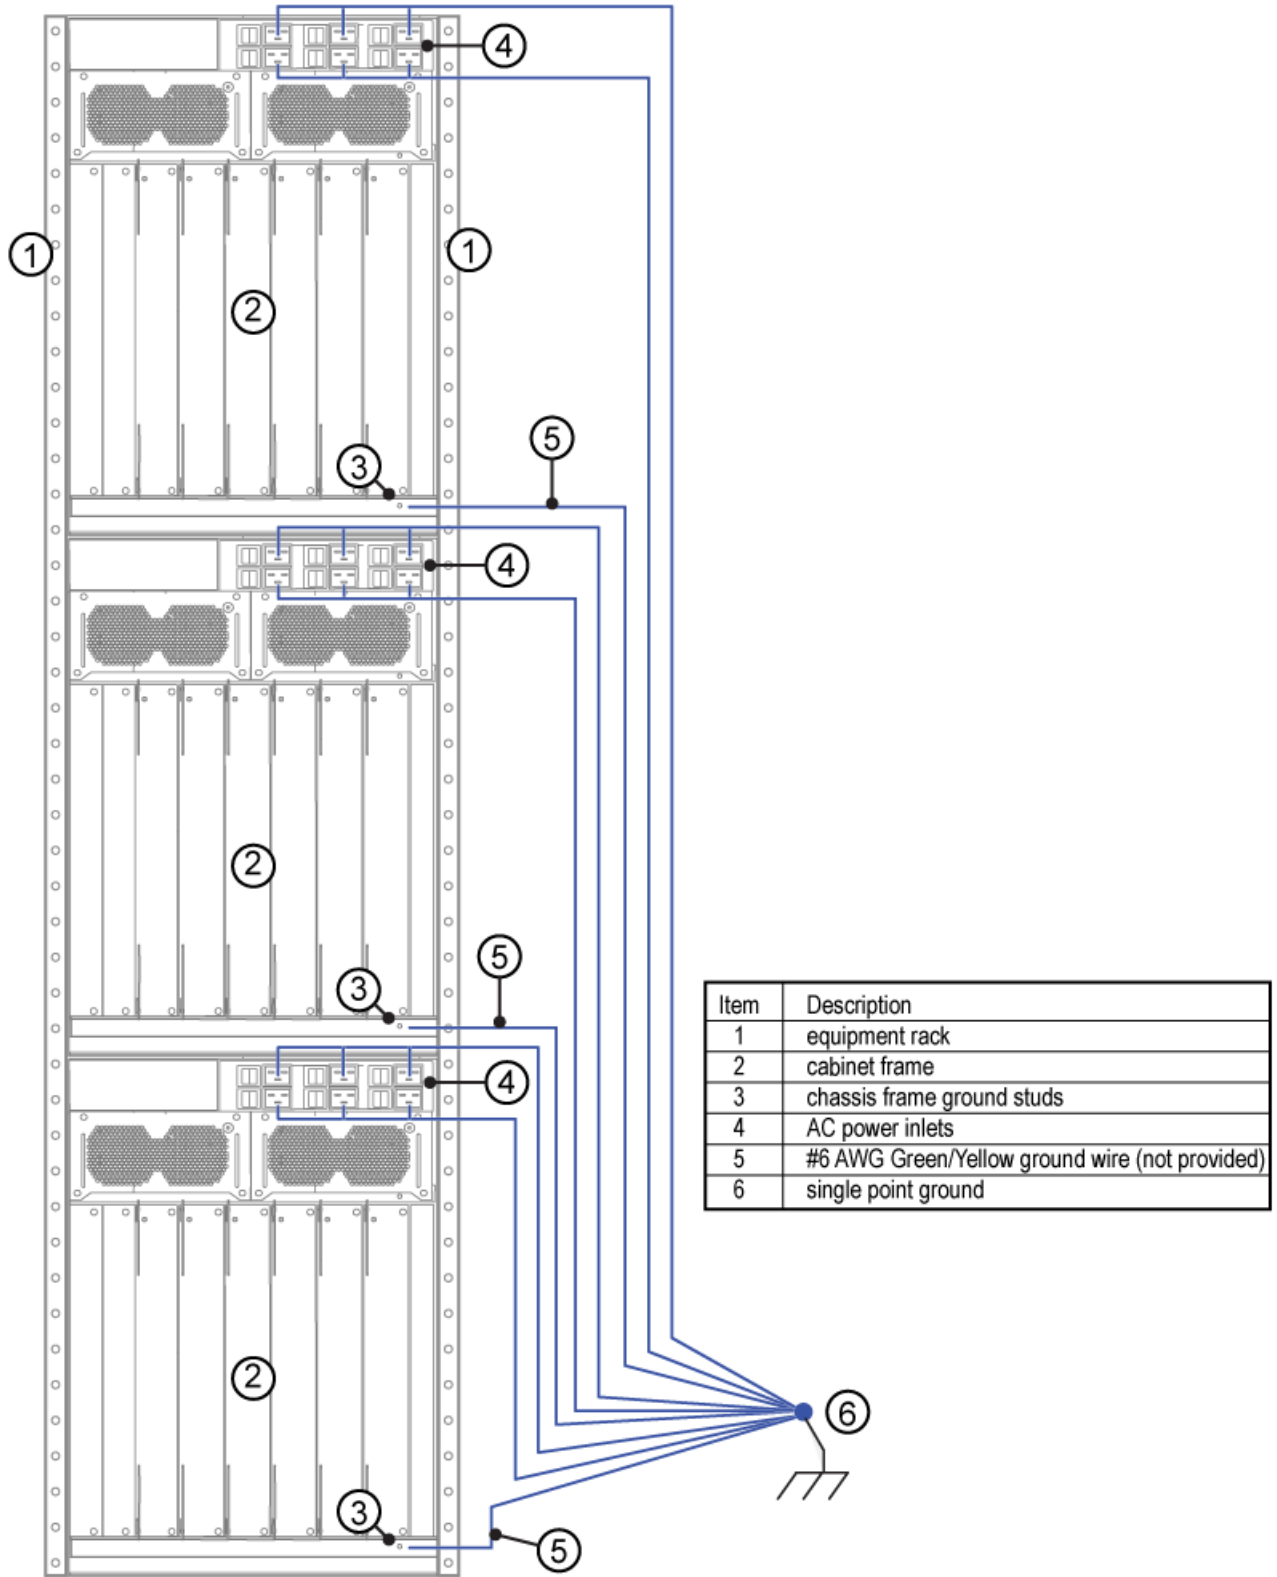 4
1
1
2
5
3
4
2
5
3
4
Item Description
1 equipment rack
2 cabinet frame
3 chassis frame ground studs
4 AC power inlets
5 #6 AWG Green/Yellow ground wire (not provided)
6 single point ground
2
6
3
5